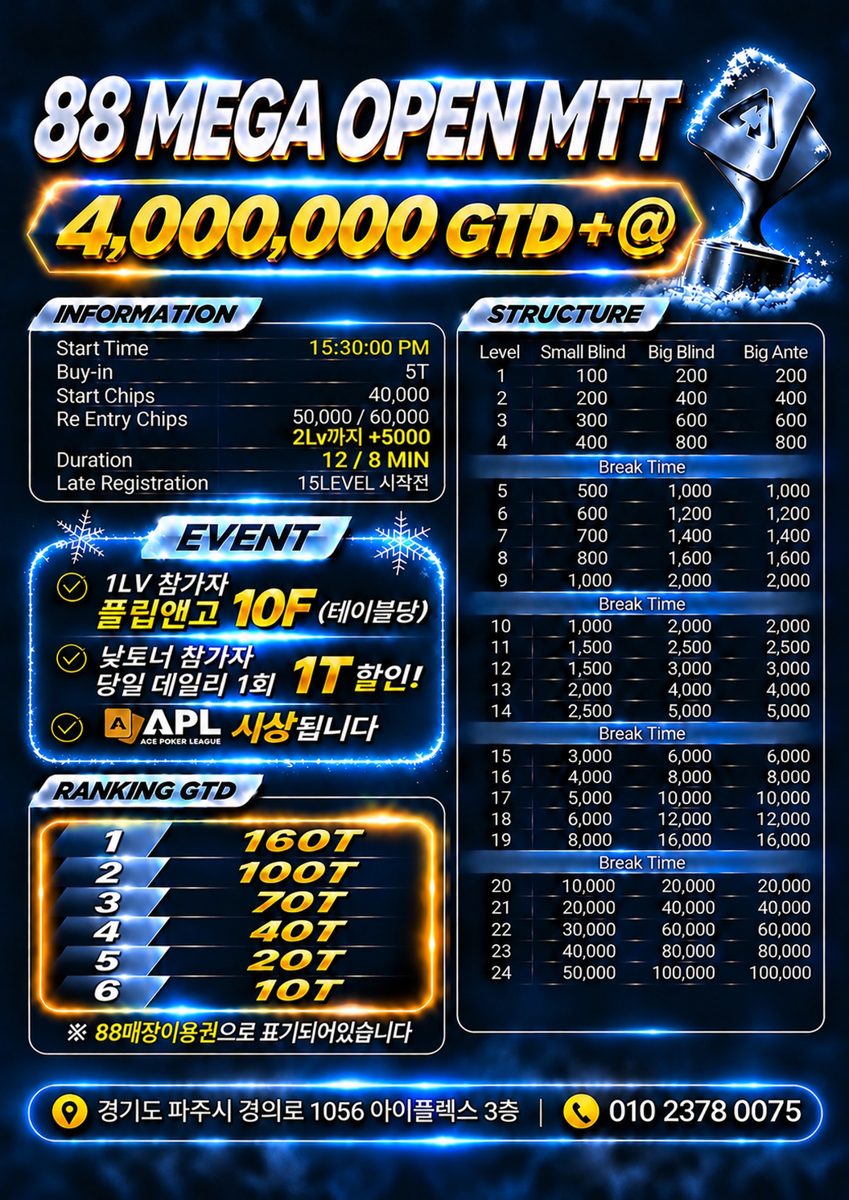 88 MEGA OPEN MTT
4,000,000 GTD+@
INFORMATION
Start Time 15:30:00 PM
Buy-in 5T
Start Chips 40,000
Re Entry Chips 50,000 / 60,000
2Lv까지 +5000
Duration 12 / 8 MIN
Late Registration 15LEVEL 시작전
EVENT
1LV 참가자
플립앤고 10F (테이블당)
낮토너 참가자
당일 데일리 1회 1T 할인!
A APL 시상됩니다
ACE POKER LEAGUE
RANKING GTD
1 160T
2 100T
3 70T
4 40T
5 20T
6 10T
※ 88매장이용권으로 표기되어있습니다
STRUCTURE
Level Small Blind Big Blind Big Ante
1 100 200 200
2 200 400 400
3 300 600 600
4 400 800 800
Break Time
5 500 1,000 1,000
6 600 1,200 1,200
7 700 1,400 1,400
8 800 1,600 1,600
9 1,000 2,000 2,000
Break Time
10 1,000 2,000 2,000
11 1,500 2,500 2,500
12 1,500 3,000 3,000
13 2,000 4,000 4,000
14 2,500 5,000 5,000
Break Time
15 3,000 6,000 6,000
16 4,000 8,000 8,000
17 5,000 10,000 10,000
18 6,000 12,000 12,000
19 8,000 16,000 16,000
Break Time
20 10,000 20,000 20,000
21 20,000 40,000 40,000
22 30,000 60,000 60,000
23 40,000 80,000 80,000
24 50,000 100,000 100,000
경기도 파주시 경의로 1056 아이플렉스 3층 | 010 2378 0075